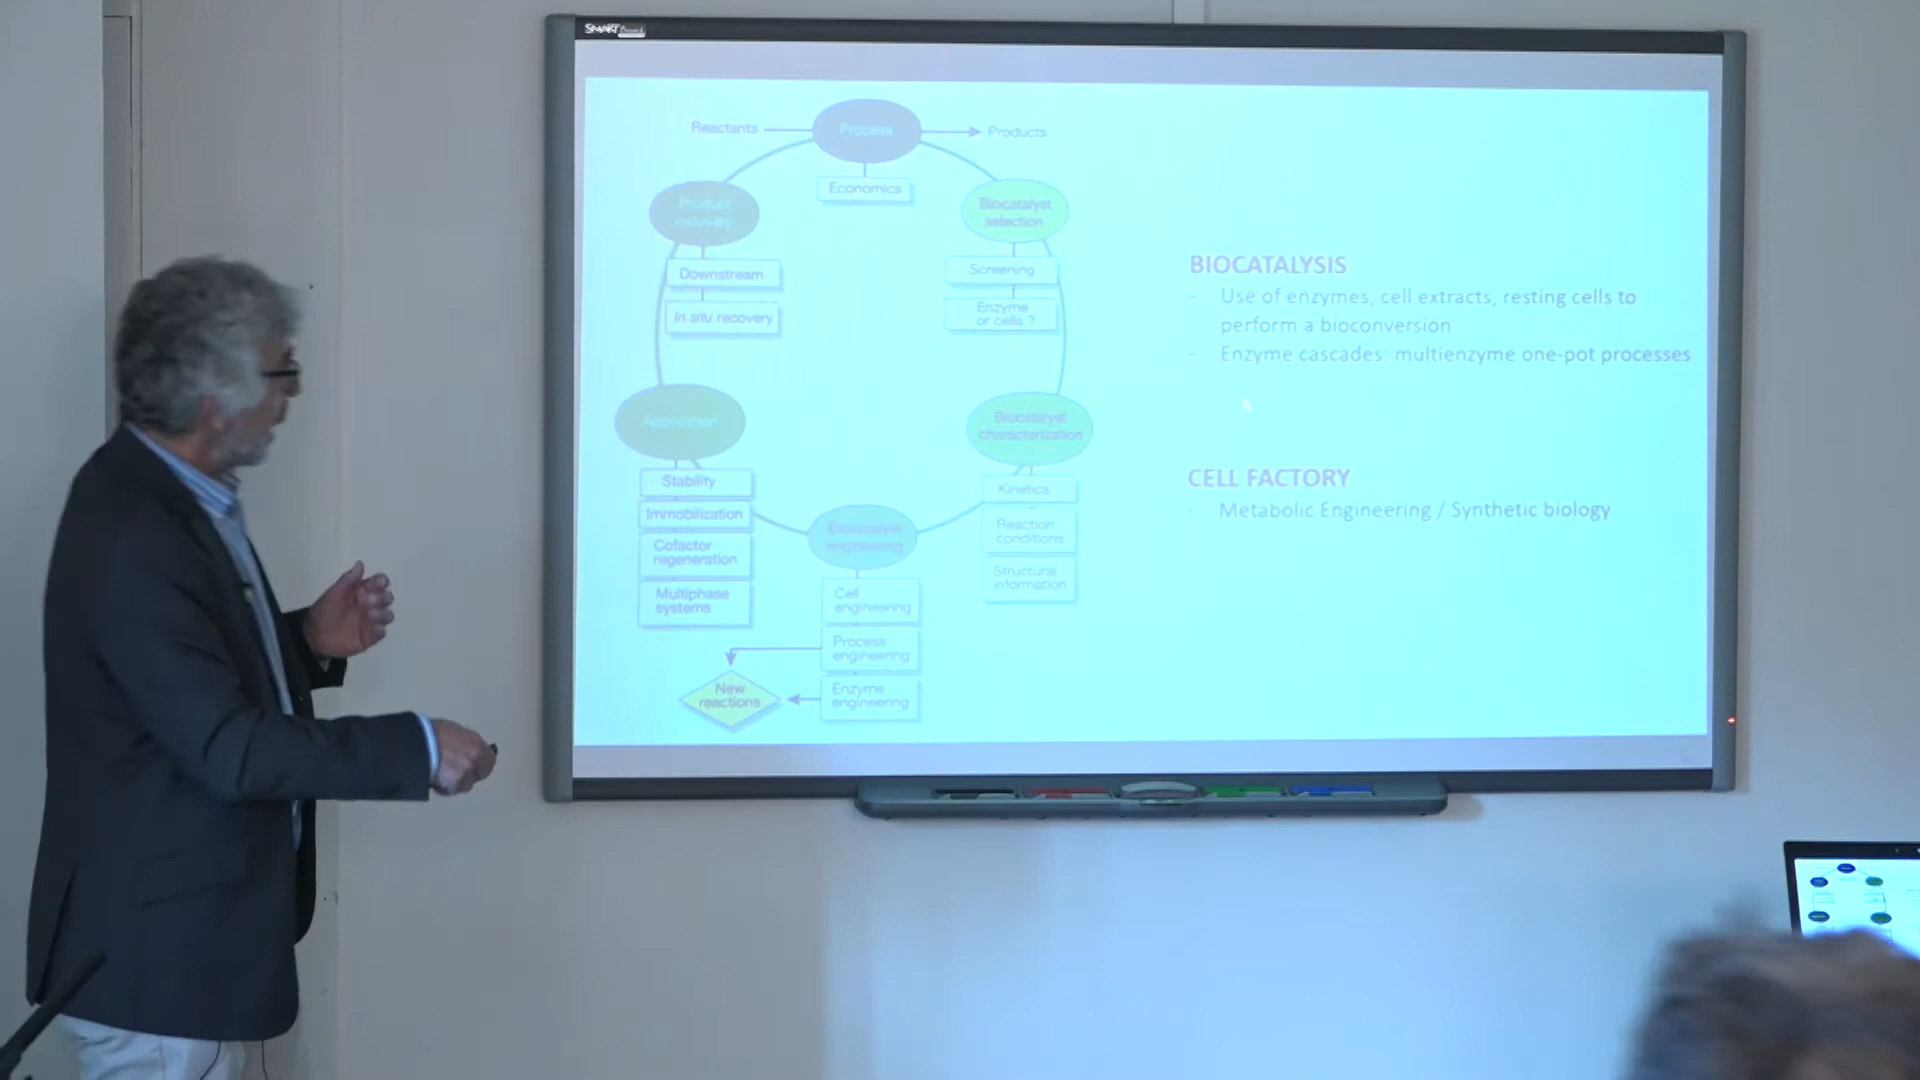 SMART Board
Reactants
Process
Products
Economics
Product
recovery
Biocatalyst
selection
Downstream
In situ recovery
Screening
Enzyme
or cells ?
Application
Biocatalyst
characterization
Stability
Immobilization
Cofactor
regeneration
Multiphase
systems
Biocatalyst
engineering
Kinetics
Reaction
conditions
Structural
information
Cell
engineering
Process
engineering
Enzyme
engineering
New
reactions
BIOCATALYSIS
- Use of enzymes, cell extracts, resting cells to
perform a bioconversión
- Enzyme cascades: multienzyme one-pot processes
CELL FACTORY
- Metabolic Engineering / Synthetic biology